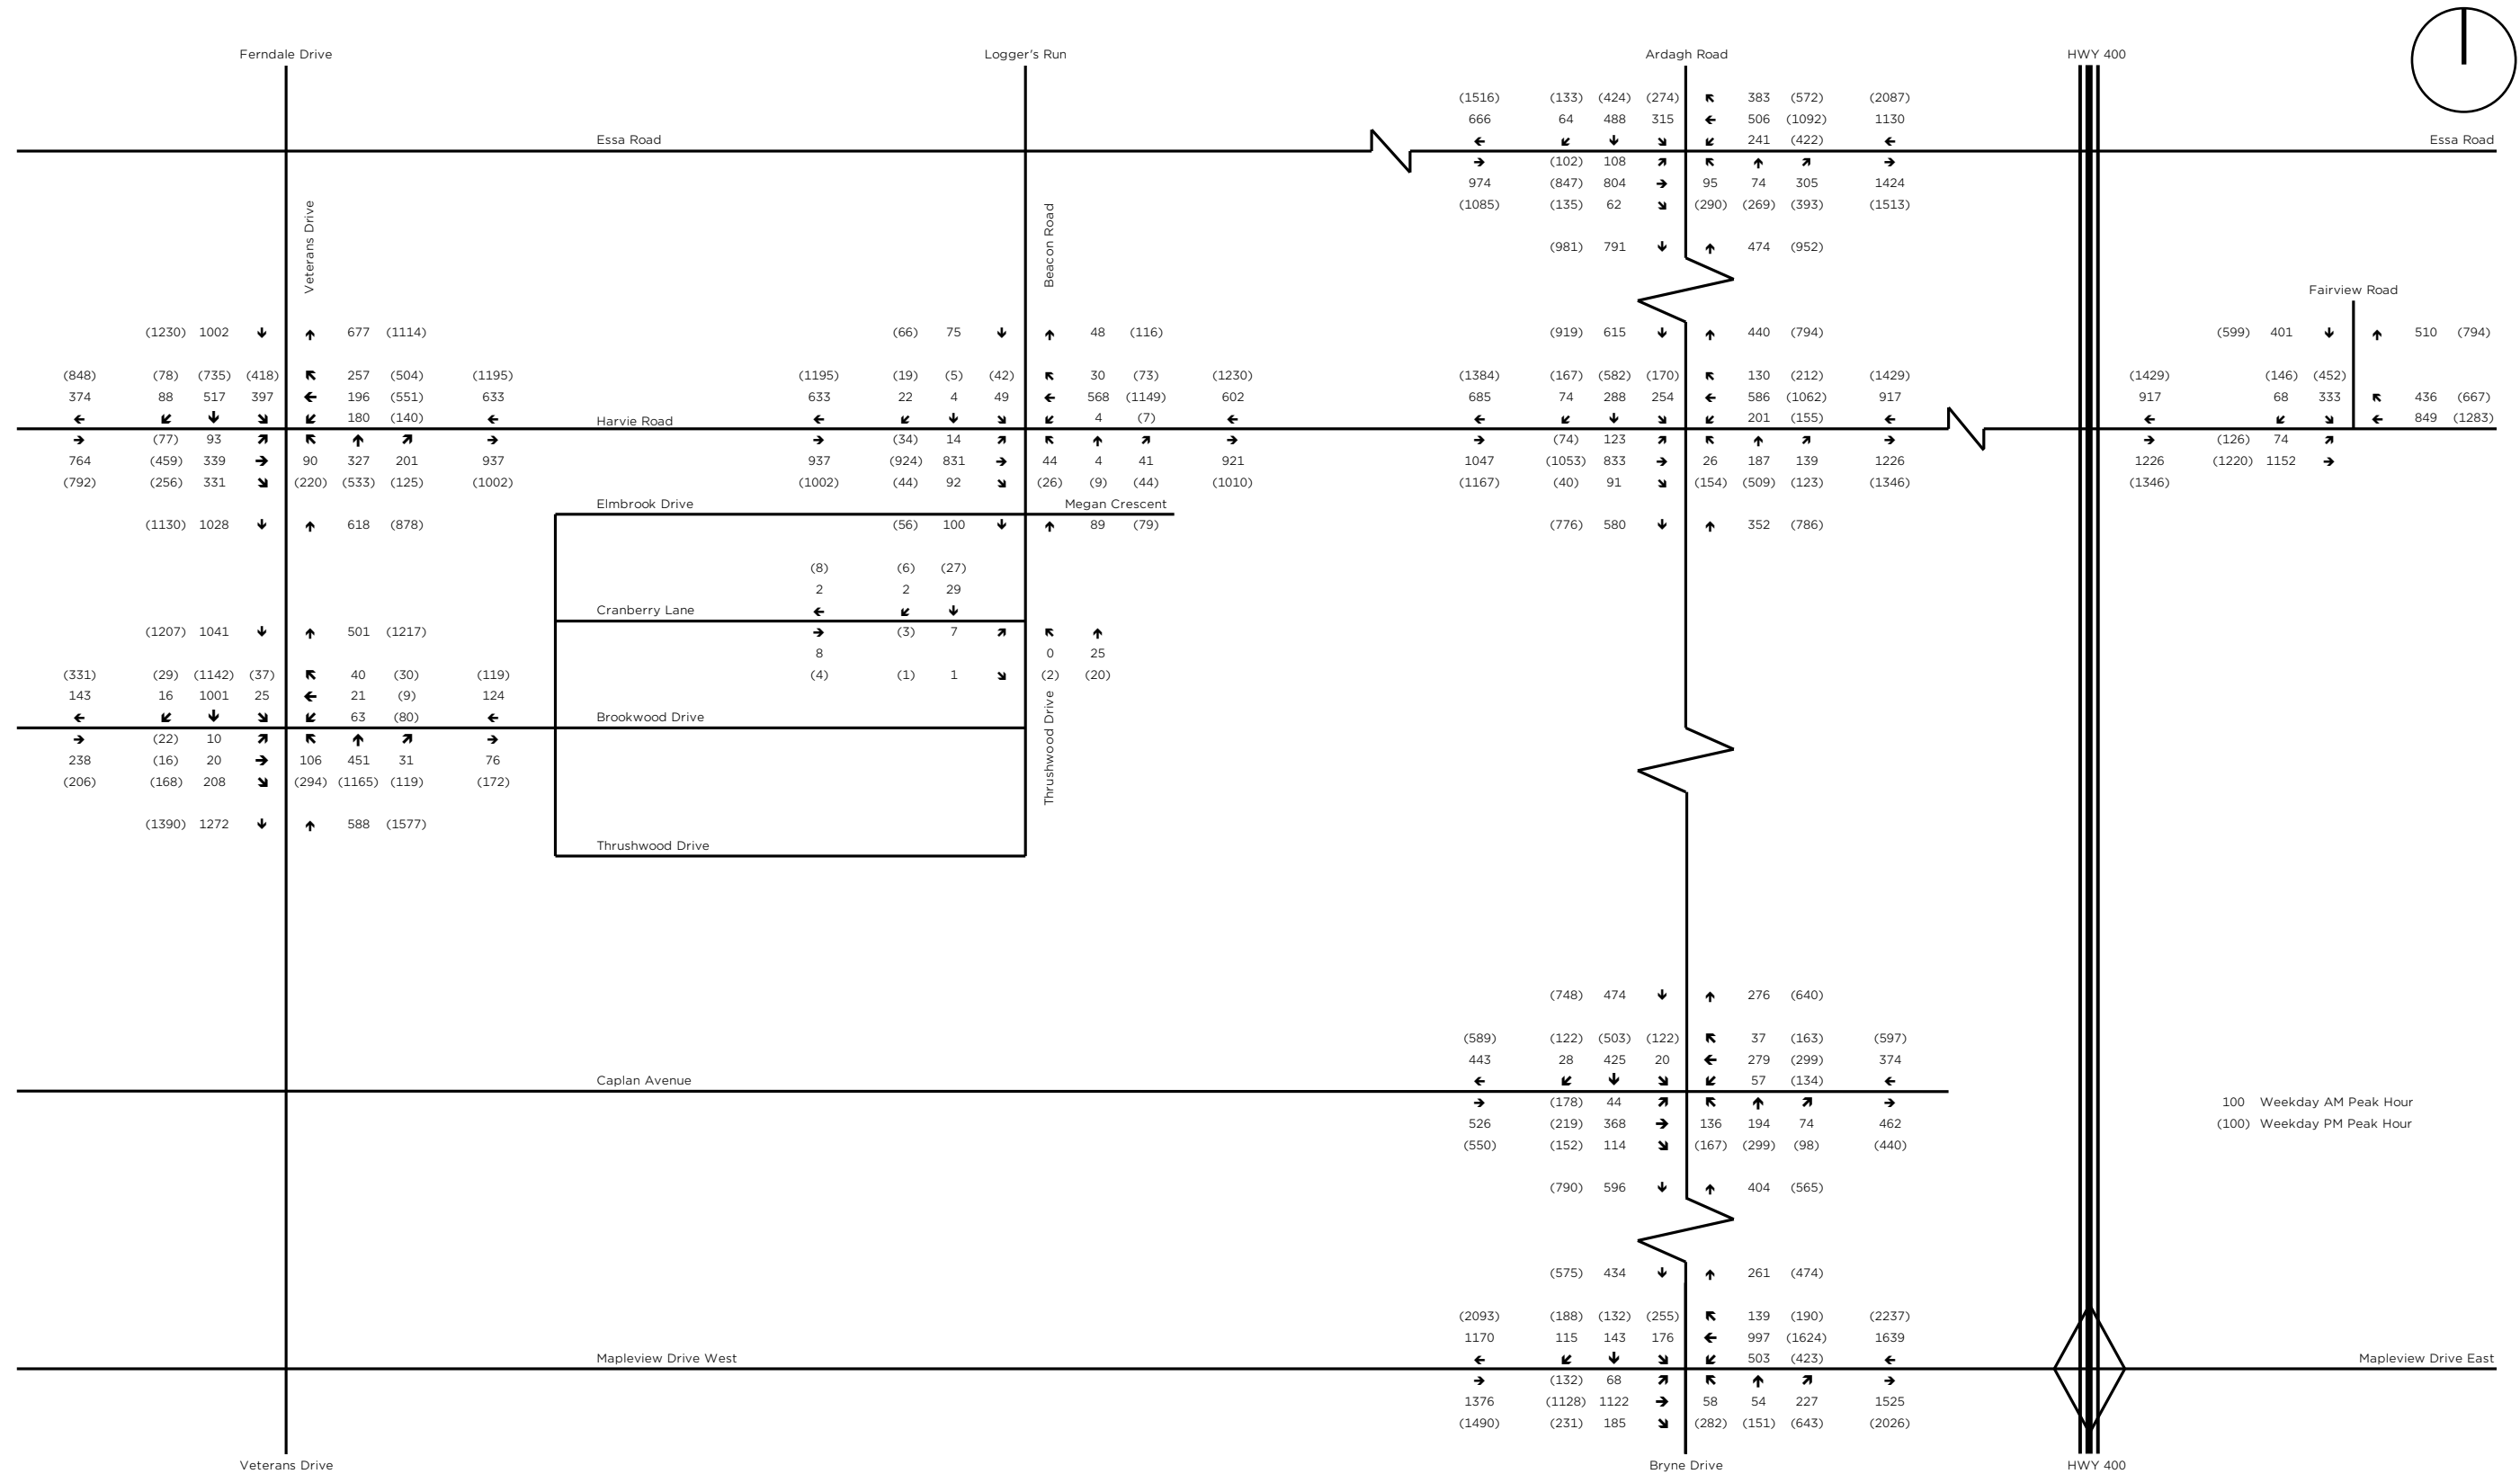 Ferndale Drive Logger's Run Ardagh Road HWY 400
(1516) (133) (424) (274) 383 (572) (2087)
666 64 488 315 506 (1092) 1130
Essa Road 241 (422) Essa Road
(102) 108
974 (847) 804 95 74 305 1424
(1085) (135) 62 (290) (269) (393) (1513)
Veterans Drive
Beacon Road
(981) 791 474 (952)
Fairview Road
(1230) 1002 677 (1114) (66) 75 48 (116) (919) 615 440 (794) (599) 401 510 (794)
(848) (78) (735) (418) 257 (504) (1195) (1195) (19) (5) (42) 30 (73) (1230) (1384) (167) (582) (170) 130 (212) (1429) (1429) (146) (452)
374 88 517 397 196 (551) 633 633 22 4 49 568 (1149) 602 685 74 288 254 586 (1062) 917 917 68 333 436 (667)
180 (140) Harvie Road 4 (7) 201 (155) 849 (1283)
(77) 93 (34) 14 (74) 123 (126) 74
764 (459) 339 90 327 201 937 937 (924) 831 44 4 41 921 1047 (1053) 833 26 187 139 1226 1226 (1220) 1152
(792) (256) 331 (220) (533) (125) (1002) (1002) (44) 92 (26) (9) (44) (1010) (1167) (40) 91 (154) (509) (123) (1346) (1346)
Elmbrook Drive Megan Crescent
(1130) 1028 618 (878) (56) 100 89 (79) (776) 580 352 (786)
(8) (6) (27)
2 2 29
Cranberry Lane
(1207) 1041 501 (1217) (3) 7
8 0 25
(331) (29) (1142) (37) 40 (30) (119) (4) (1) 1 (2) (20)
143 16 1001 25 21 (9) 124
63 (80) Brookwood Drive
Thrushwood Drive
(22) 10
238 (16) 20 106 451 31 76
(206) (168) 208 (294) (1165) (119) (172)
(1390) 1272 588 (1577)
Thrushwood Drive
(748) 474 276 (640)
(589) (122) (503) (122) 37 (163) (597)
443 28 425 20 279 (299) 374
Caplan Avenue 57 (134)
(178) 44 100 Weekday AM Peak Hour
526 (219) 368 136 194 74 462 (100) Weekday PM Peak Hour
(550) (152) 114 (167) (299) (98) (440)
(790) 596 404 (565)
(575) 434 261 (474)
(2093) (188) (132) (255) 139 (190) (2237)
1170 115 143 176 997 (1624) 1639
Mapleview Drive West 503 (423) Mapleview Drive East
(132) 68
1376 (1128) 1122 58 54 227 1525
(1490) (231) 185 (282) (151) (643) (2026)
Veterans Drive Bryne Drive HWY 400